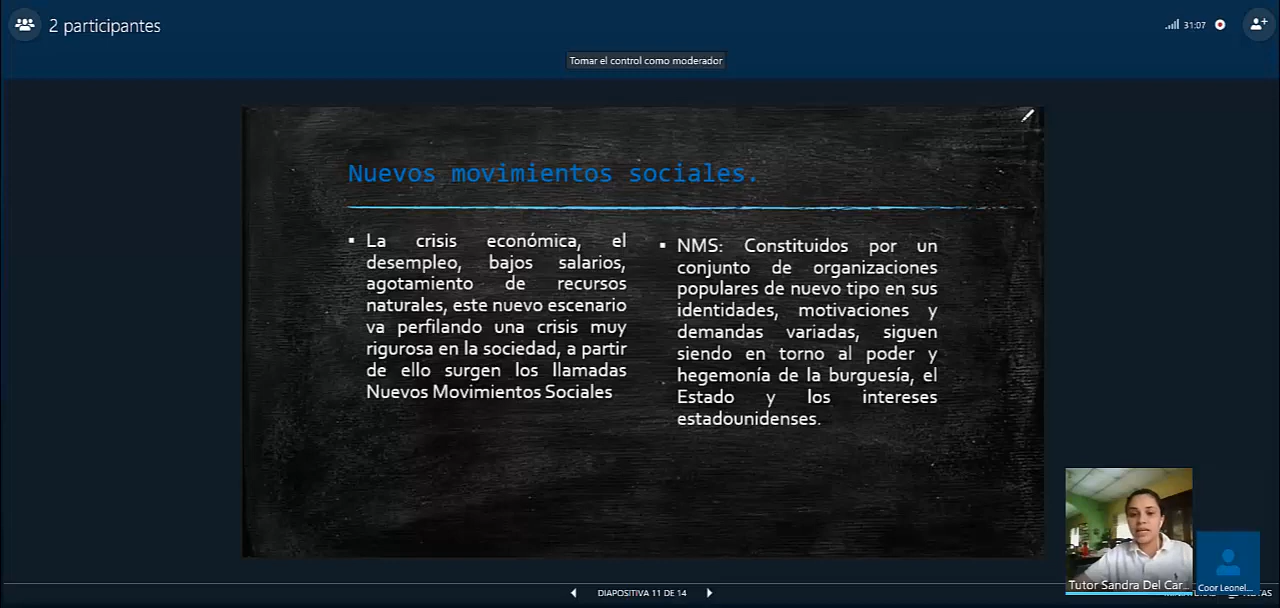 2 participantes
31:07
Tomar el control como moderador
Nuevos movimientos sociales.
▪ La crisis económica, el
desempleo, bajos salarios,
agotamiento de recursos
naturales, este nuevo escenario
va perfilando una crisis muy
rigurosa en la sociedad, a partir
de ello surgen los llamadas
Nuevos Movimientos Sociales
▪ NMS: Constituidos por un
conjunto de organizaciones
populares de nuevo tipo en sus
identidades, motivaciones y
demandas variadas, siguen
siendo en torno al poder y
hegemonía de la burguesía, el
Estado y los intereses
estadounidenses.
Tutor Sandra Del Car...
Coor Leonel...
DIAPOSITIVA 11 DE 14